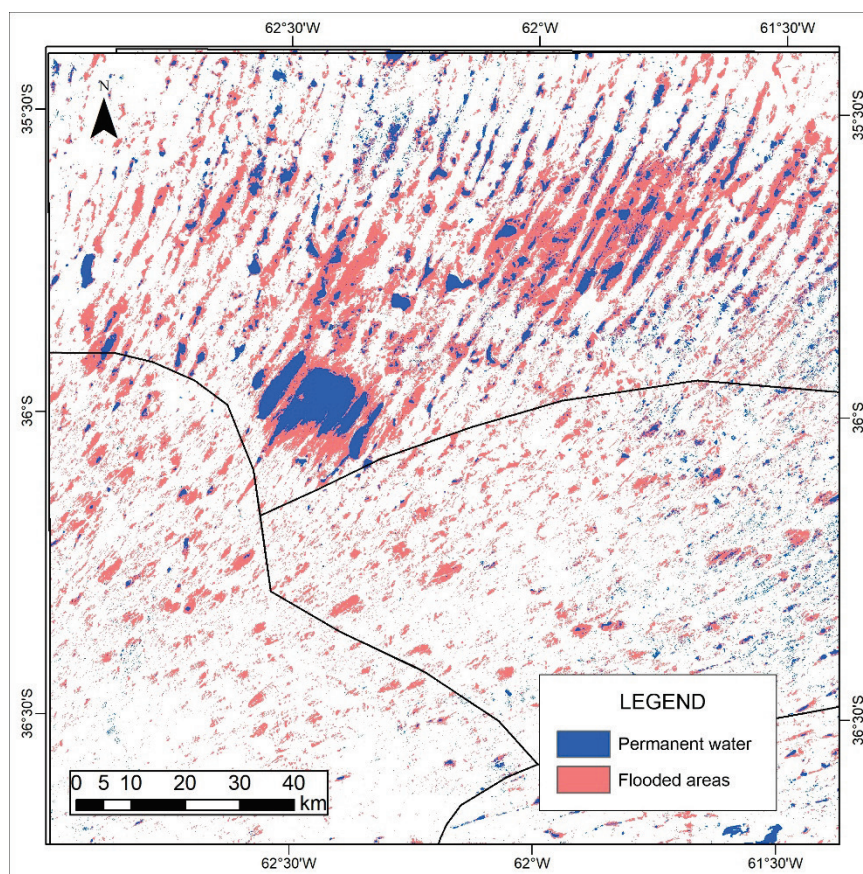 62°30'W 62°W 61°30'W
35°30'S 35°30'S
N
36°S 36°S
36°30'S 36°30'S
LEGEND
Permanent water
Flooded areas
0 5 10 20 30 40
km
62°30'W 62°W 61°30'W